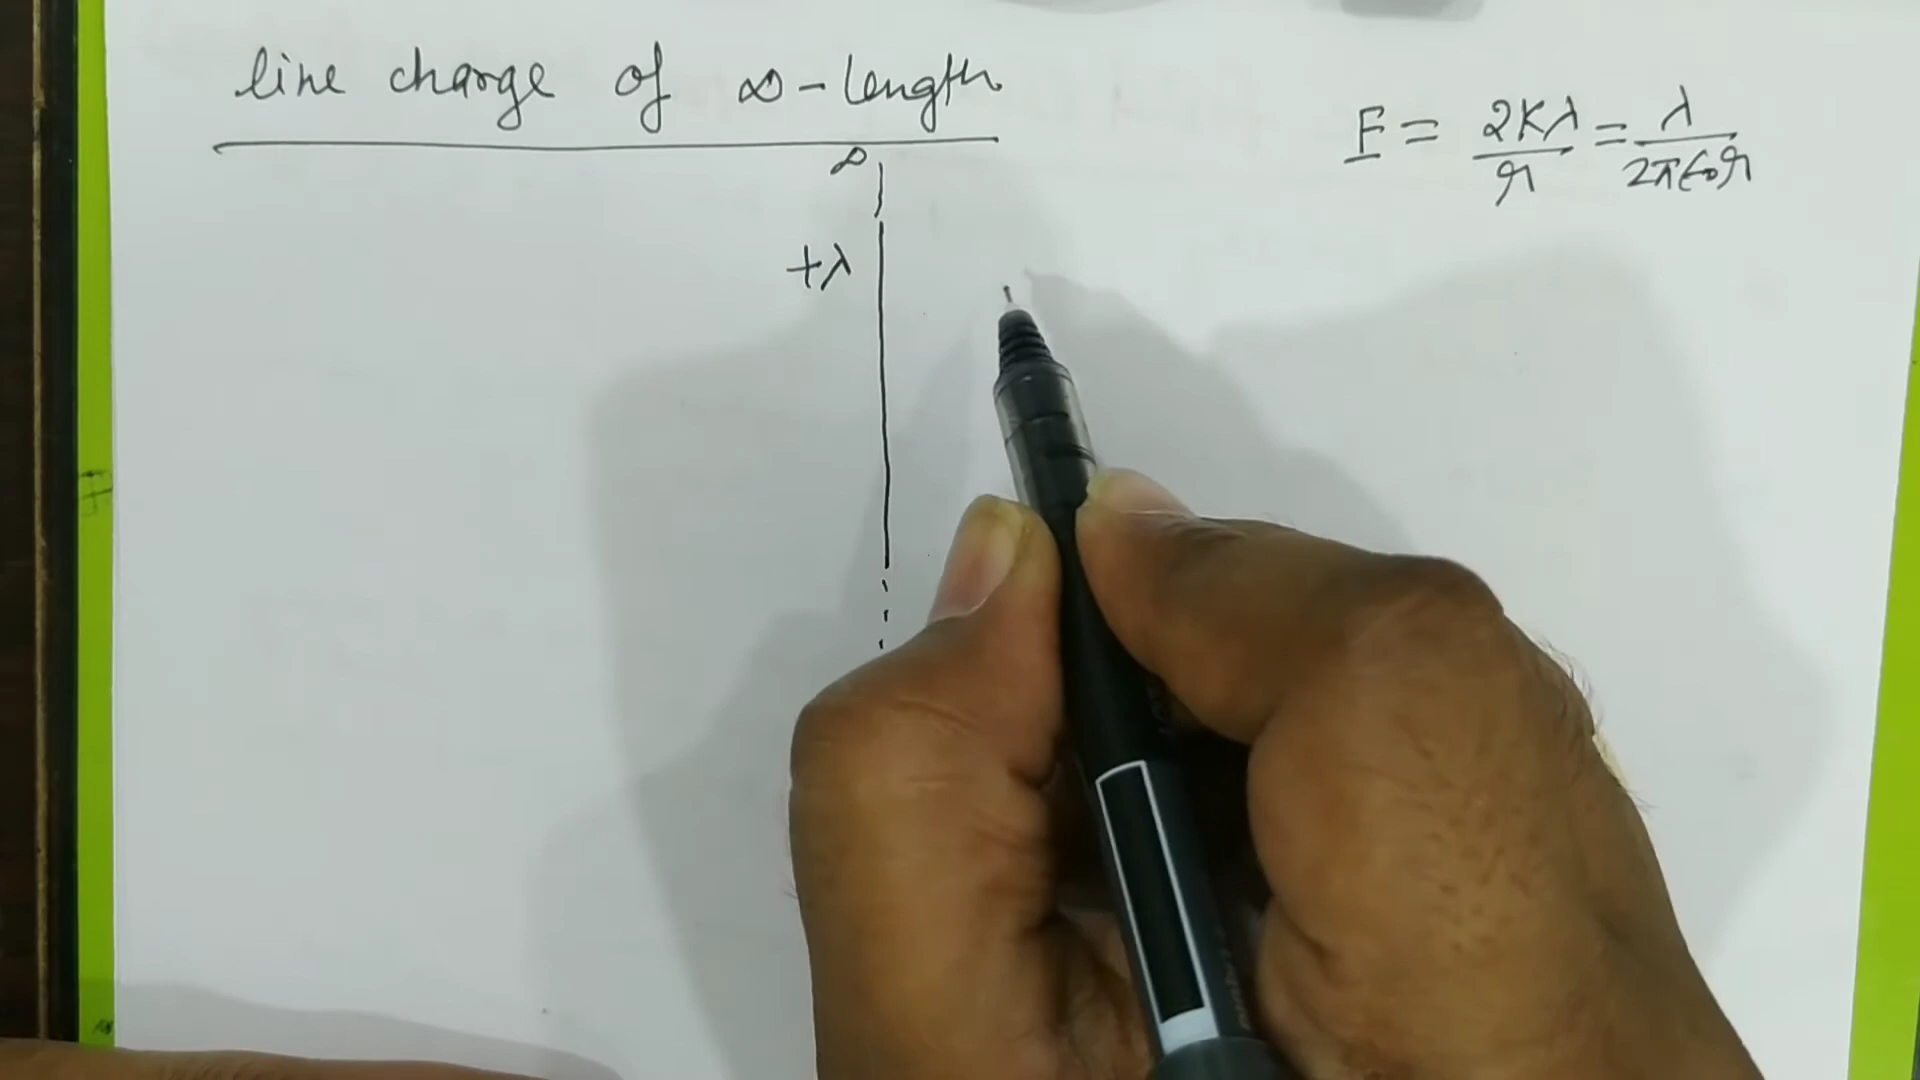 line charge of ∞-length
E = 2Kλ/r = λ/2πε₀r
∞
+λ